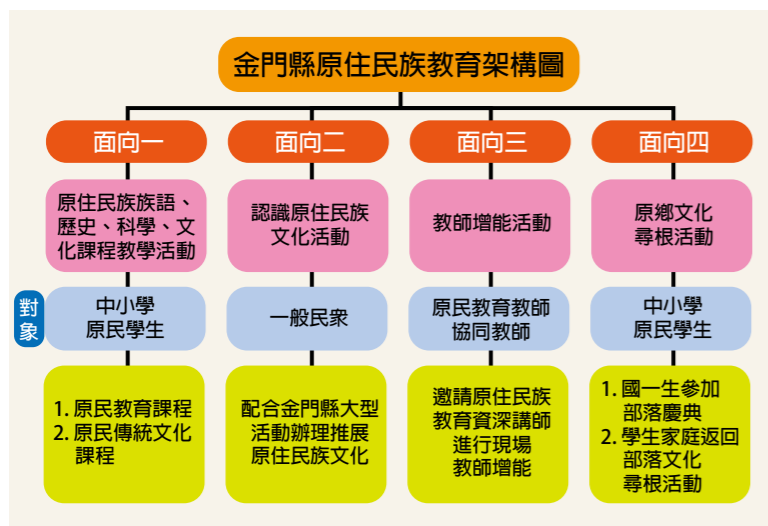 金門縣原住民族教育架構圖
面向一
原住民族族語、
歷史、科學、文
化課程教學活動
對象
中小學
原民學生
1. 原民教育課程
2. 原民傳統文化
課程
面向二
認識原住民族
文化活動
一般民眾
配合金門縣大型
活動辦理推展
原住民族文化
面向三
教師增能活動
原民教育教師
協同教師
邀請原住民族
教育資深講師
進行現場
教師增能
面向四
原鄉文化
尋根活動
中小學
原民學生
1. 國一生參加
部落慶典
2. 學生家庭返回
部落文化
尋根活動